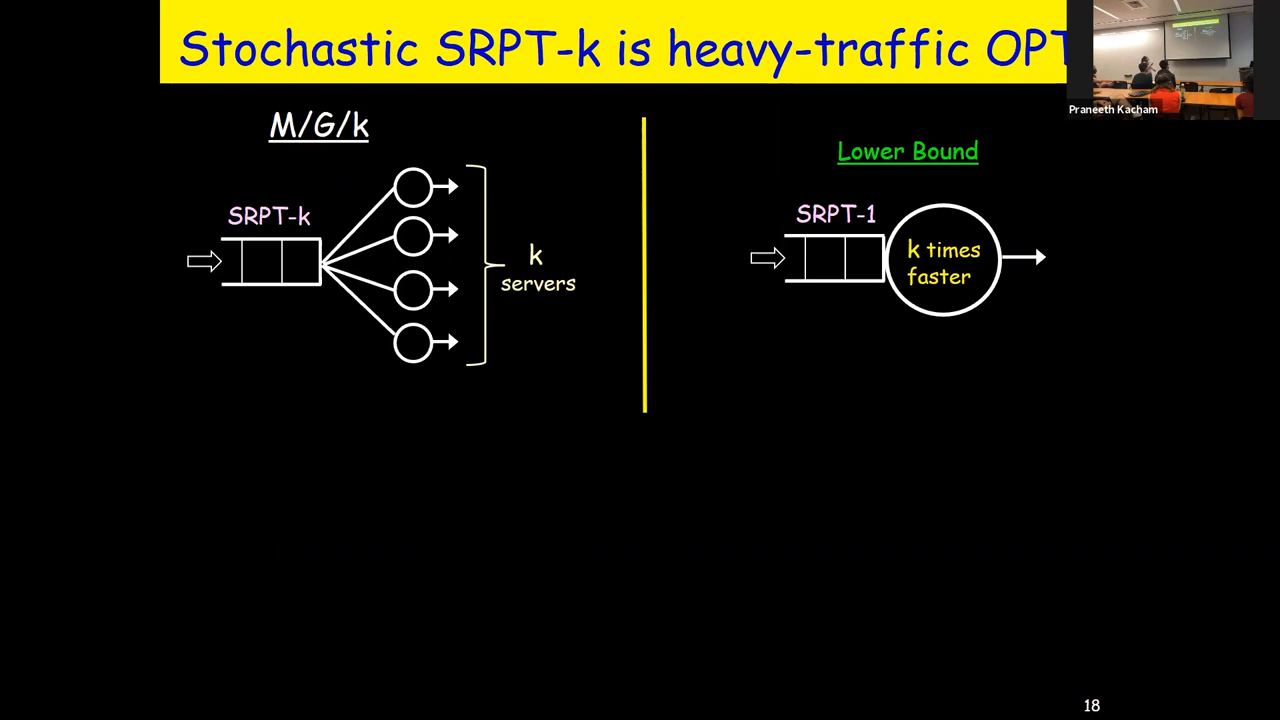 Stochastic SRPT-k is heavy-traffic OPT
Praneeth Kacham
M/G/k
SRPT-k
k
servers
Lower Bound
SRPT-1
k times
faster
18